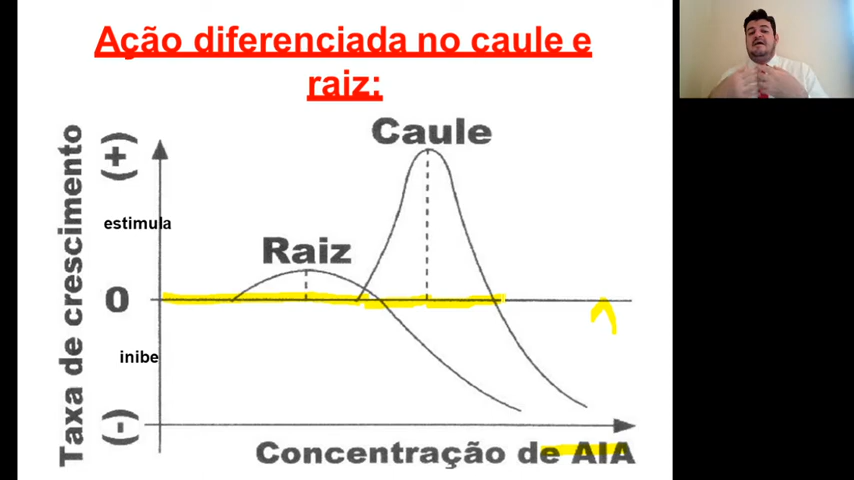 Ação diferenciada no caule e
raiz:
Caule
(+)
estimula
Raiz
Taxa de crescimento
0
inibe
(-)
Concentração de AIA